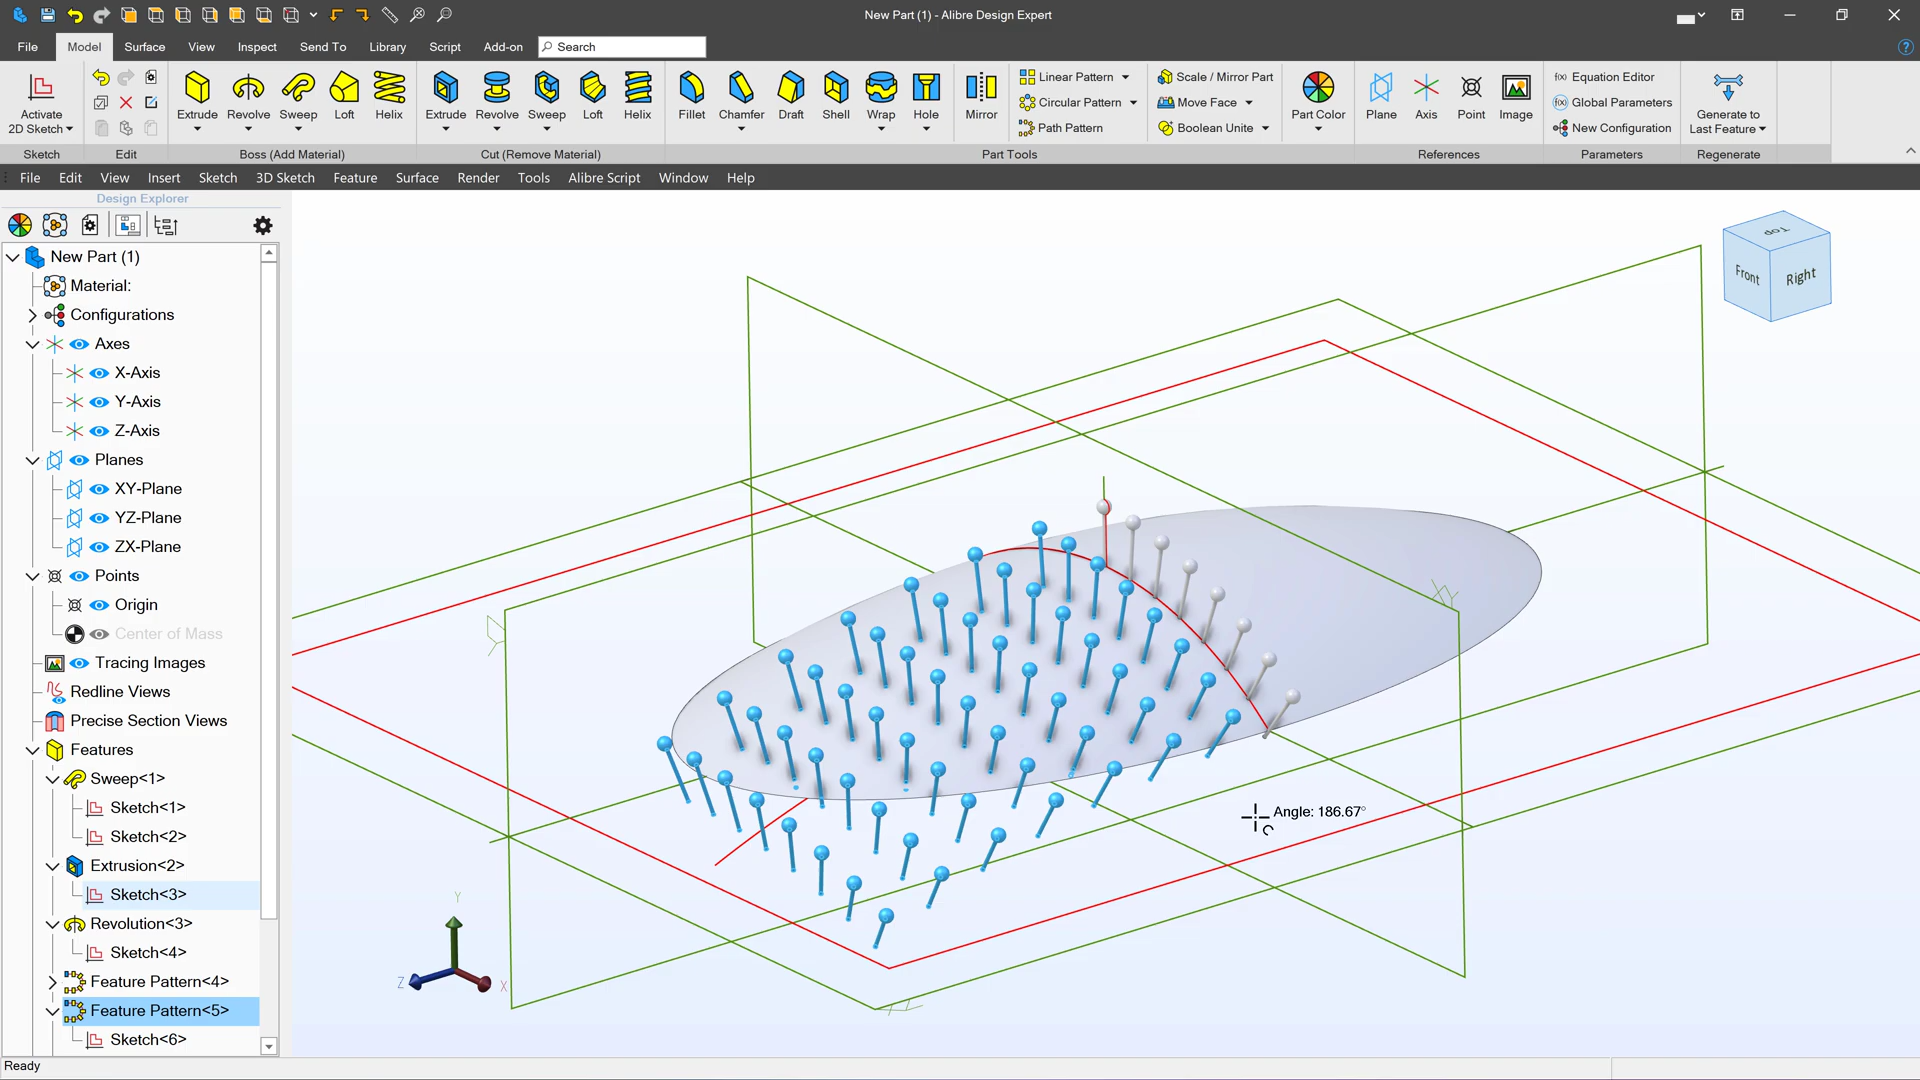 New Part (1) - Alibre Design Expert
File Model Surface View Inspect Send To Library Script Add-on Search
Activate
2D Sketch
Extrude Revolve Sweep Loft Helix
Extrude Revolve Sweep Loft Helix
Fillet Chamfer Draft Shell Wrap Hole
Mirror
Linear Pattern
Circular Pattern
Path Pattern
Scale / Mirror Part
Move Face
Boolean Unite
Part Color
Plane Axis Point Image
Equation Editor
Global Parameters
New Configuration
Generate to
Last Feature
Sketch Edit Boss (Add Material) Cut (Remove Material) Part Tools References Parameters Regenerate
File Edit View Insert Sketch 3D Sketch Feature Surface Render Tools Alibre Script Window Help
Design Explorer
New Part (1)
Material:
Configurations
Axes
X-Axis
Y-Axis
Z-Axis
Planes
XY-Plane
YZ-Plane
ZX-Plane
Points
Origin
Center of Mass
Tracing Images
Redline Views
Precise Section Views
Features
Sweep<1>
Sketch<1>
Sketch<2>
Extrusion<2>
Sketch<3>
Revolution<3>
Sketch<4>
Feature Pattern<4>
Feature Pattern<5>
Sketch<6>
Top
Front
Right
XY
Angle: 186.67°
Y
Z
X
Ready